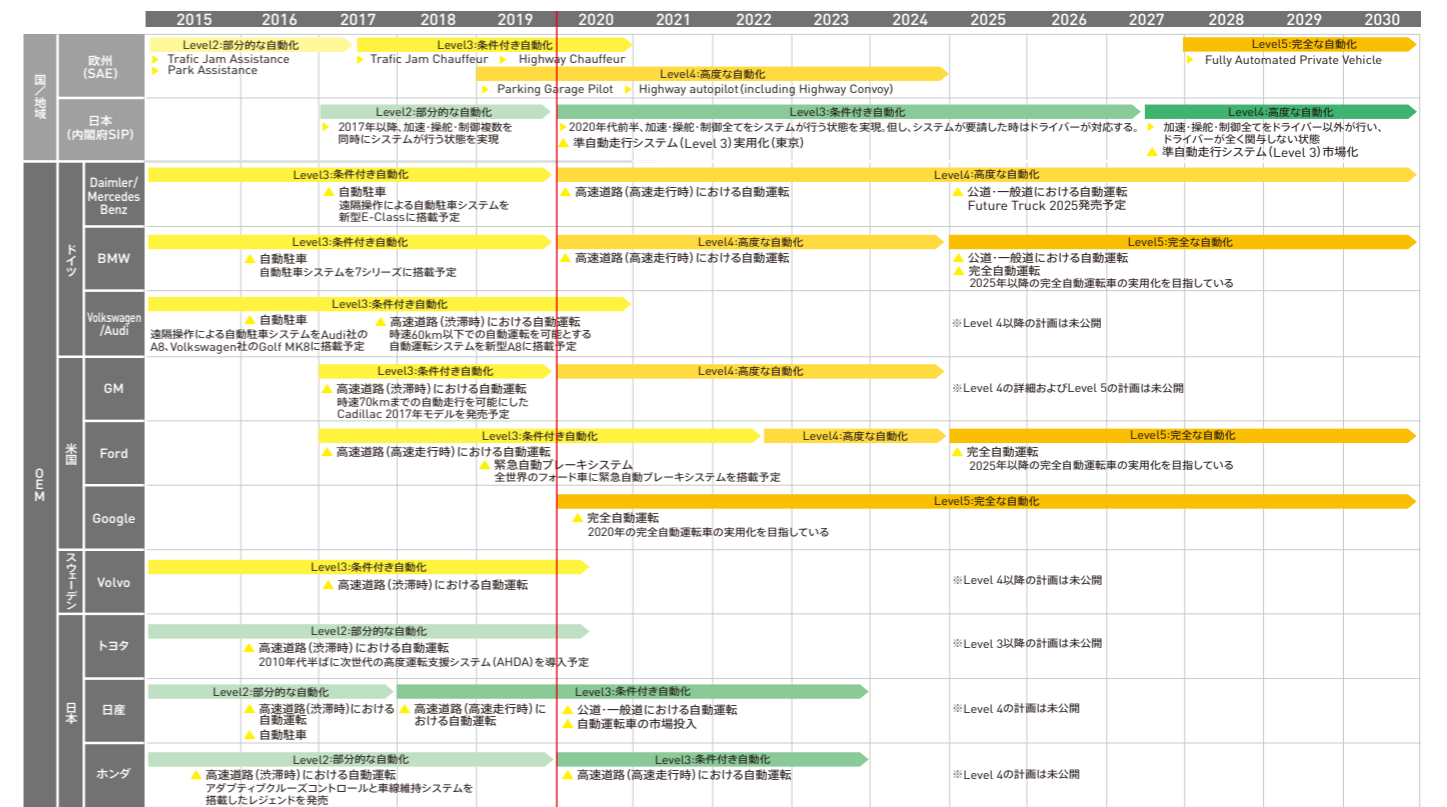 2015 2016 2017 2018 2019 2020 2021 2022 2023 2024 2025 2026 2027 2028 2029 2030
国/地域
欧州
(SAE)
Level2:部分的な自動化
Trafic Jam Assistance
Park Assistance
Level3:条件付き自動化
Trafic Jam Chauffeur
Highway Chauffeur
Level4:高度な自動化
Parking Garage Pilot
Highway autopilot(including Highway Convoy)
Level5:完全な自動化
Fully Automated Private Vehicle
日本
(内閣府SIP)
Level2:部分的な自動化
2017年以降、加速・操舵・制御複数を
同時にシステムが行う状態を実現
Level3:条件付き自動化
2020年代前半、加速・操舵・制御全てをシステムが行う状態を実現。但し、システムが要請した時はドライバーが対応する。
準自動走行システム(Level 3)実用化(東京)
Level4:高度な自動化
加速・操舵・制御全てをドライバー以外が行い、
ドライバーが全く関与しない状態
準自動走行システム(Level 3)市場化
OEM
ドイツ
Daimler/
Mercedes
Benz
Level3:条件付き自動化
自動駐車
遠隔操作による自動駐車システムを
新型E-Classに搭載予定
Level4:高度な自動化
高速道路(高速走行時)における自動運転
公道・一般道における自動運転
Future Truck 2025発売予定
BMW
Level3:条件付き自動化
自動駐車
自動駐車システムを7シリーズに搭載予定
Level4:高度な自動化
高速道路(高速走行時)における自動運転
Level5:完全な自動化
公道・一般道における自動運転
完全自動運転
2025年以降の完全自動運転車の実用化を目指している
Volkswagen
/Audi
Level3:条件付き自動化
自動駐車
遠隔操作による自動駐車システムをAudi社の
A8、Volkswagen社のGolf MK8に搭載予定
高速道路(渋滞時)における自動運転
時速60km以下での自動運転を可能とする
自動運転システムを新型A8に搭載予定
※Level 4以降の計画は未公開
米国
GM
Level3:条件付き自動化
高速道路(渋滞時)における自動運転
時速70kmまでの自動走行を可能にした
Cadillac 2017年モデルを発売予定
Level4:高度な自動化
※Level 4の詳細およびLevel 5の計画は未公開
Ford
Level3:条件付き自動化
高速道路(高速走行時)における自動運転
緊急自動ブレーキシステム
全世界のフォード車に緊急自動ブレーキシステムを搭載予定
Level4:高度な自動化
Level5:完全な自動化
完全自動運転
2025年以降の完全自動運転車の実用化を目指している
Google
Level5:完全な自動化
完全自動運転
2020年の完全自動運転車の実用化を目指している
スウェーデン
Volvo
Level3:条件付き自動化
高速道路(渋滞時)における自動運転
※Level 4以降の計画は未公開
日本
トヨタ
Level2:部分的な自動化
高速道路(渋滞時)における自動運転
2010年代半ばに次世代の高度運転支援システム(AHDA)を導入予定
※Level 3以降の計画は未公開
日産
Level2:部分的な自動化
高速道路(渋滞時)における
自動運転
自動駐車
Level3:条件付き自動化
高速道路(高速走行時)に
おける自動運転
公道・一般道における自動運転
自動運転車の市場投入
※Level 4の計画は未公開
ホンダ
Level2:部分的な自動化
高速道路(渋滞時)における自動運転
アダプティブクルーズコントロールと車線維持システムを
搭載したレジェンドを発売
Level3:条件付き自動化
高速道路(高速走行時)における自動運転
※Level 4の計画は未公開